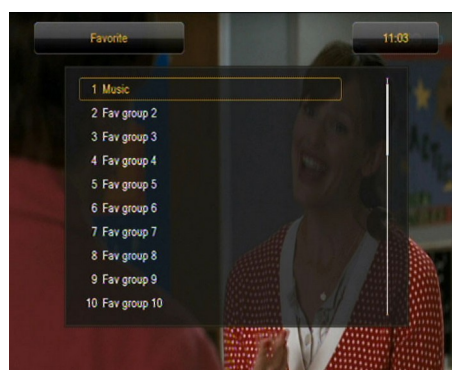 Favorite
11:03
1 Music
2 Fav group 2
3 Fav group 3
4 Fav group 4
5 Fav group 5
6 Fav group 6
7 Fav group 7
8 Fav group 8
9 Fav group 9
10 Fav group 10